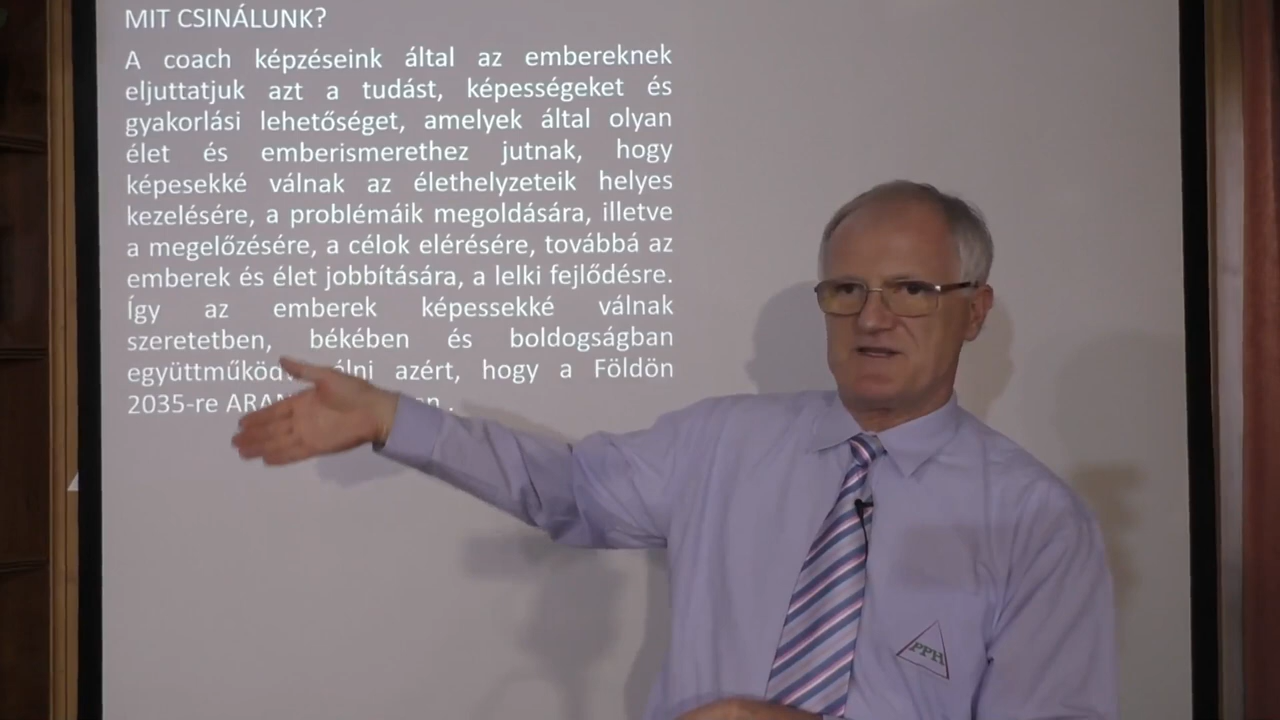 MIT CSINÁLUNK?
A coach képzéseink által az embereknek
eljuttatjuk azt a tudást, képességeket és
gyakorlási lehetőséget, amelyek által olyan
élet és emberismerethez jutnak, hogy
képesekké válnak az élethelyzeteik helyes
kezelésére, a problémáik megoldására, illetve
a megelőzésére, a célok elérésére, továbbá az
emberek és élet jobbítására, a lelki fejlődésre.
Így az emberek képessekké válnak
szeretetben, békében és boldogságban
élni azért, hogy a Földön
2035-re
PPH